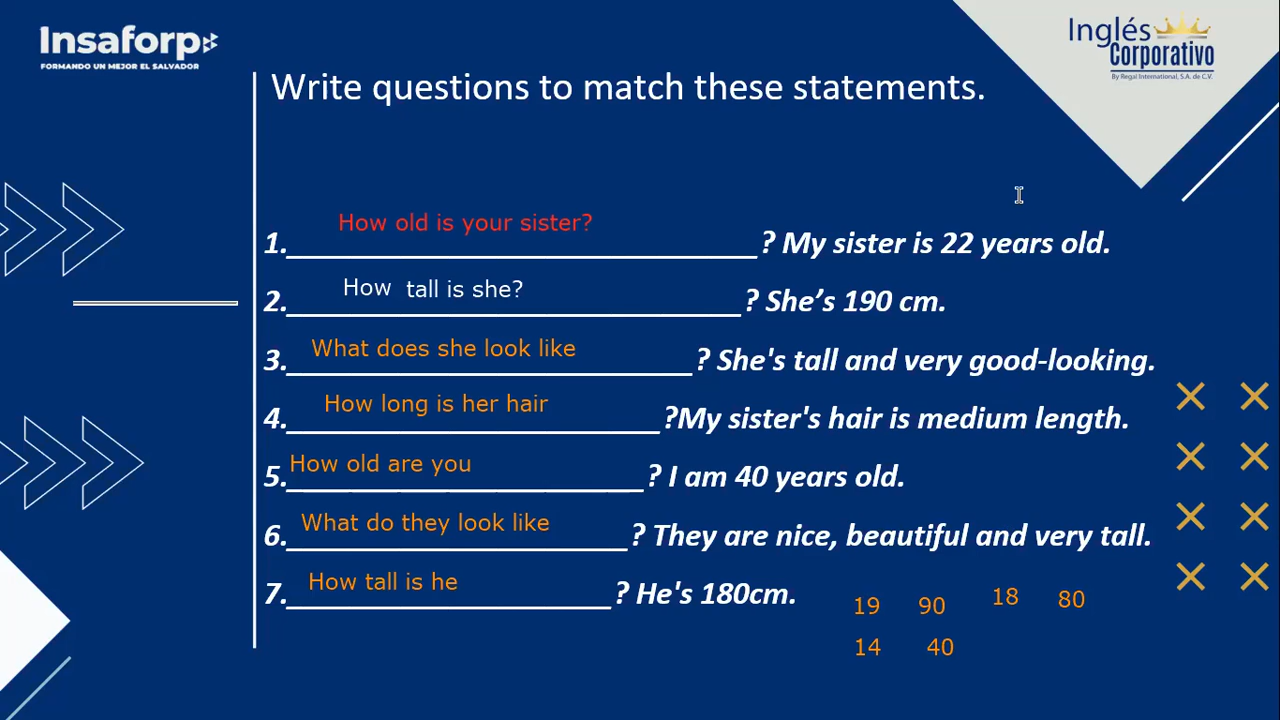 Insaforp
FORMANDO UN MEJOR EL SALVADOR
Inglés
Corporativo
By Regal International, S.A. de C.V.
Write questions to match these statements.
1. How old is your sister? ? My sister is 22 years old.
2. How tall is she? ? She’s 190 cm.
3. What does she look like ? She's tall and very good-looking.
4. How long is her hair ?My sister's hair is medium length.
5. How old are you ? I am 40 years old.
6. What do they look like ? They are nice, beautiful and very tall.
7. How tall is he ? He's 180cm.
19 90 18 80
14 40